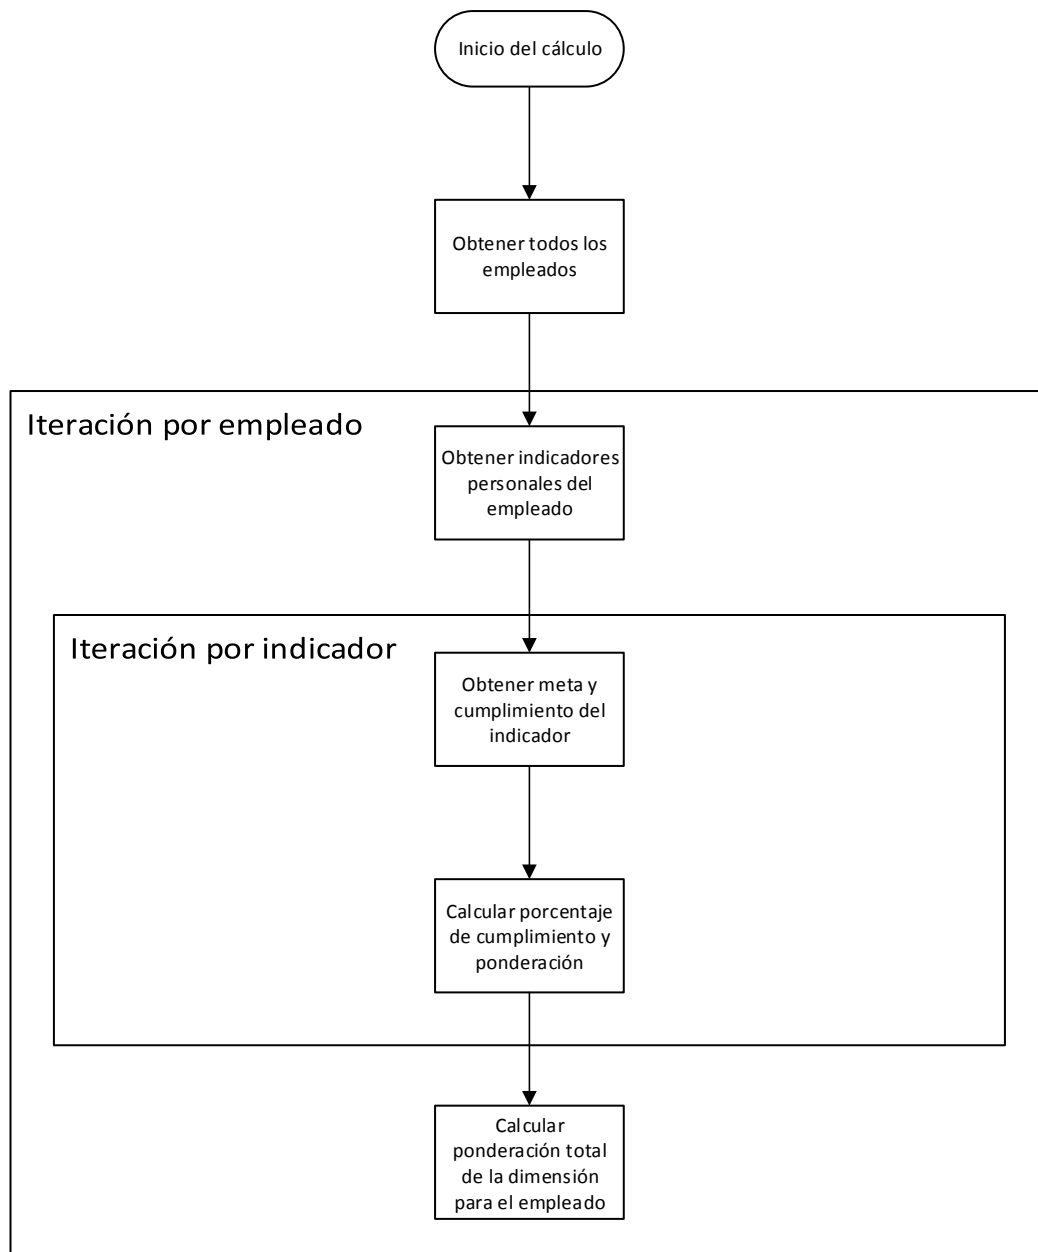 Inicio del cálculo
Obtener todos los
empleados
Iteración por empleado
Obtener indicadores
personales del
empleado
Iteración por indicador
Obtener meta y
cumplimiento del
indicador
Calcular porcentaje
de cumplimiento y
ponderación
Calcular
ponderación total
de la dimensión
para el empleado